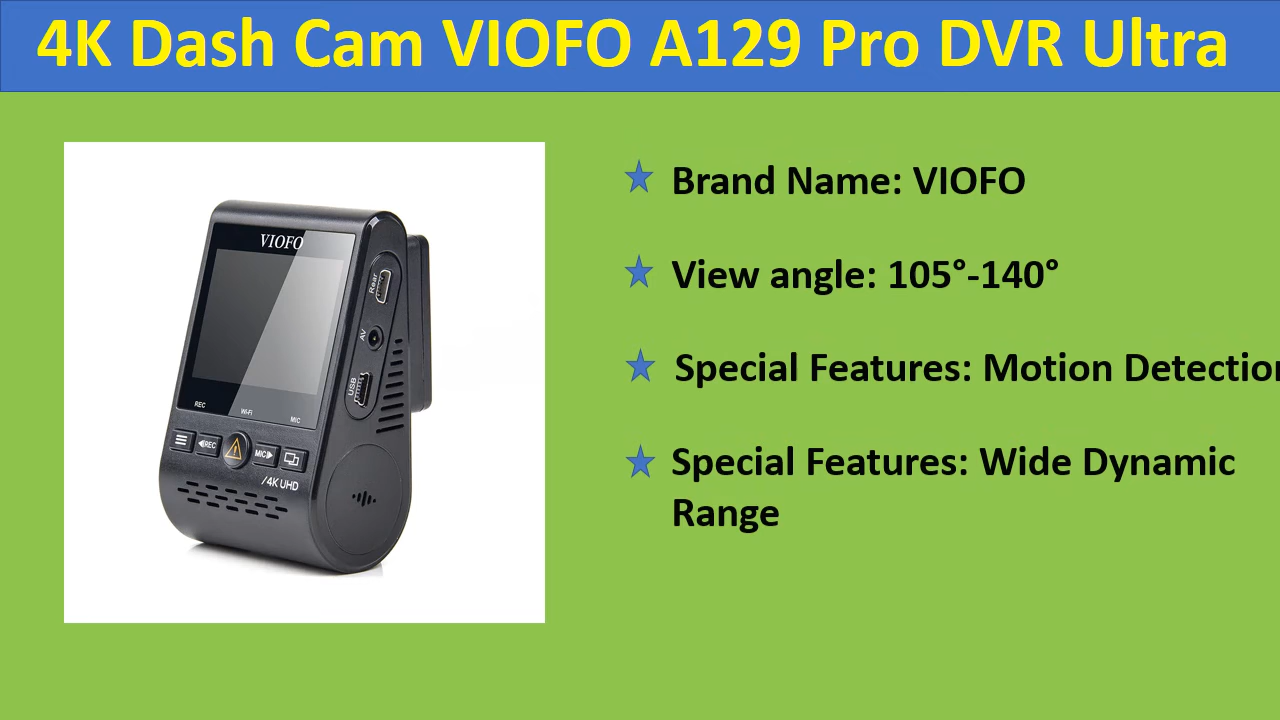 4K Dash Cam VIOFO A129 Pro DVR Ultra
Brand Name: VIOFO
View angle: 105°-140°
Special Features: Motion Detection
Special Features: Wide Dynamic
Range
VIOFO
Rear
AV
USB
REC
Wi-Fi
MIC
REC
MIC
/4K UHD